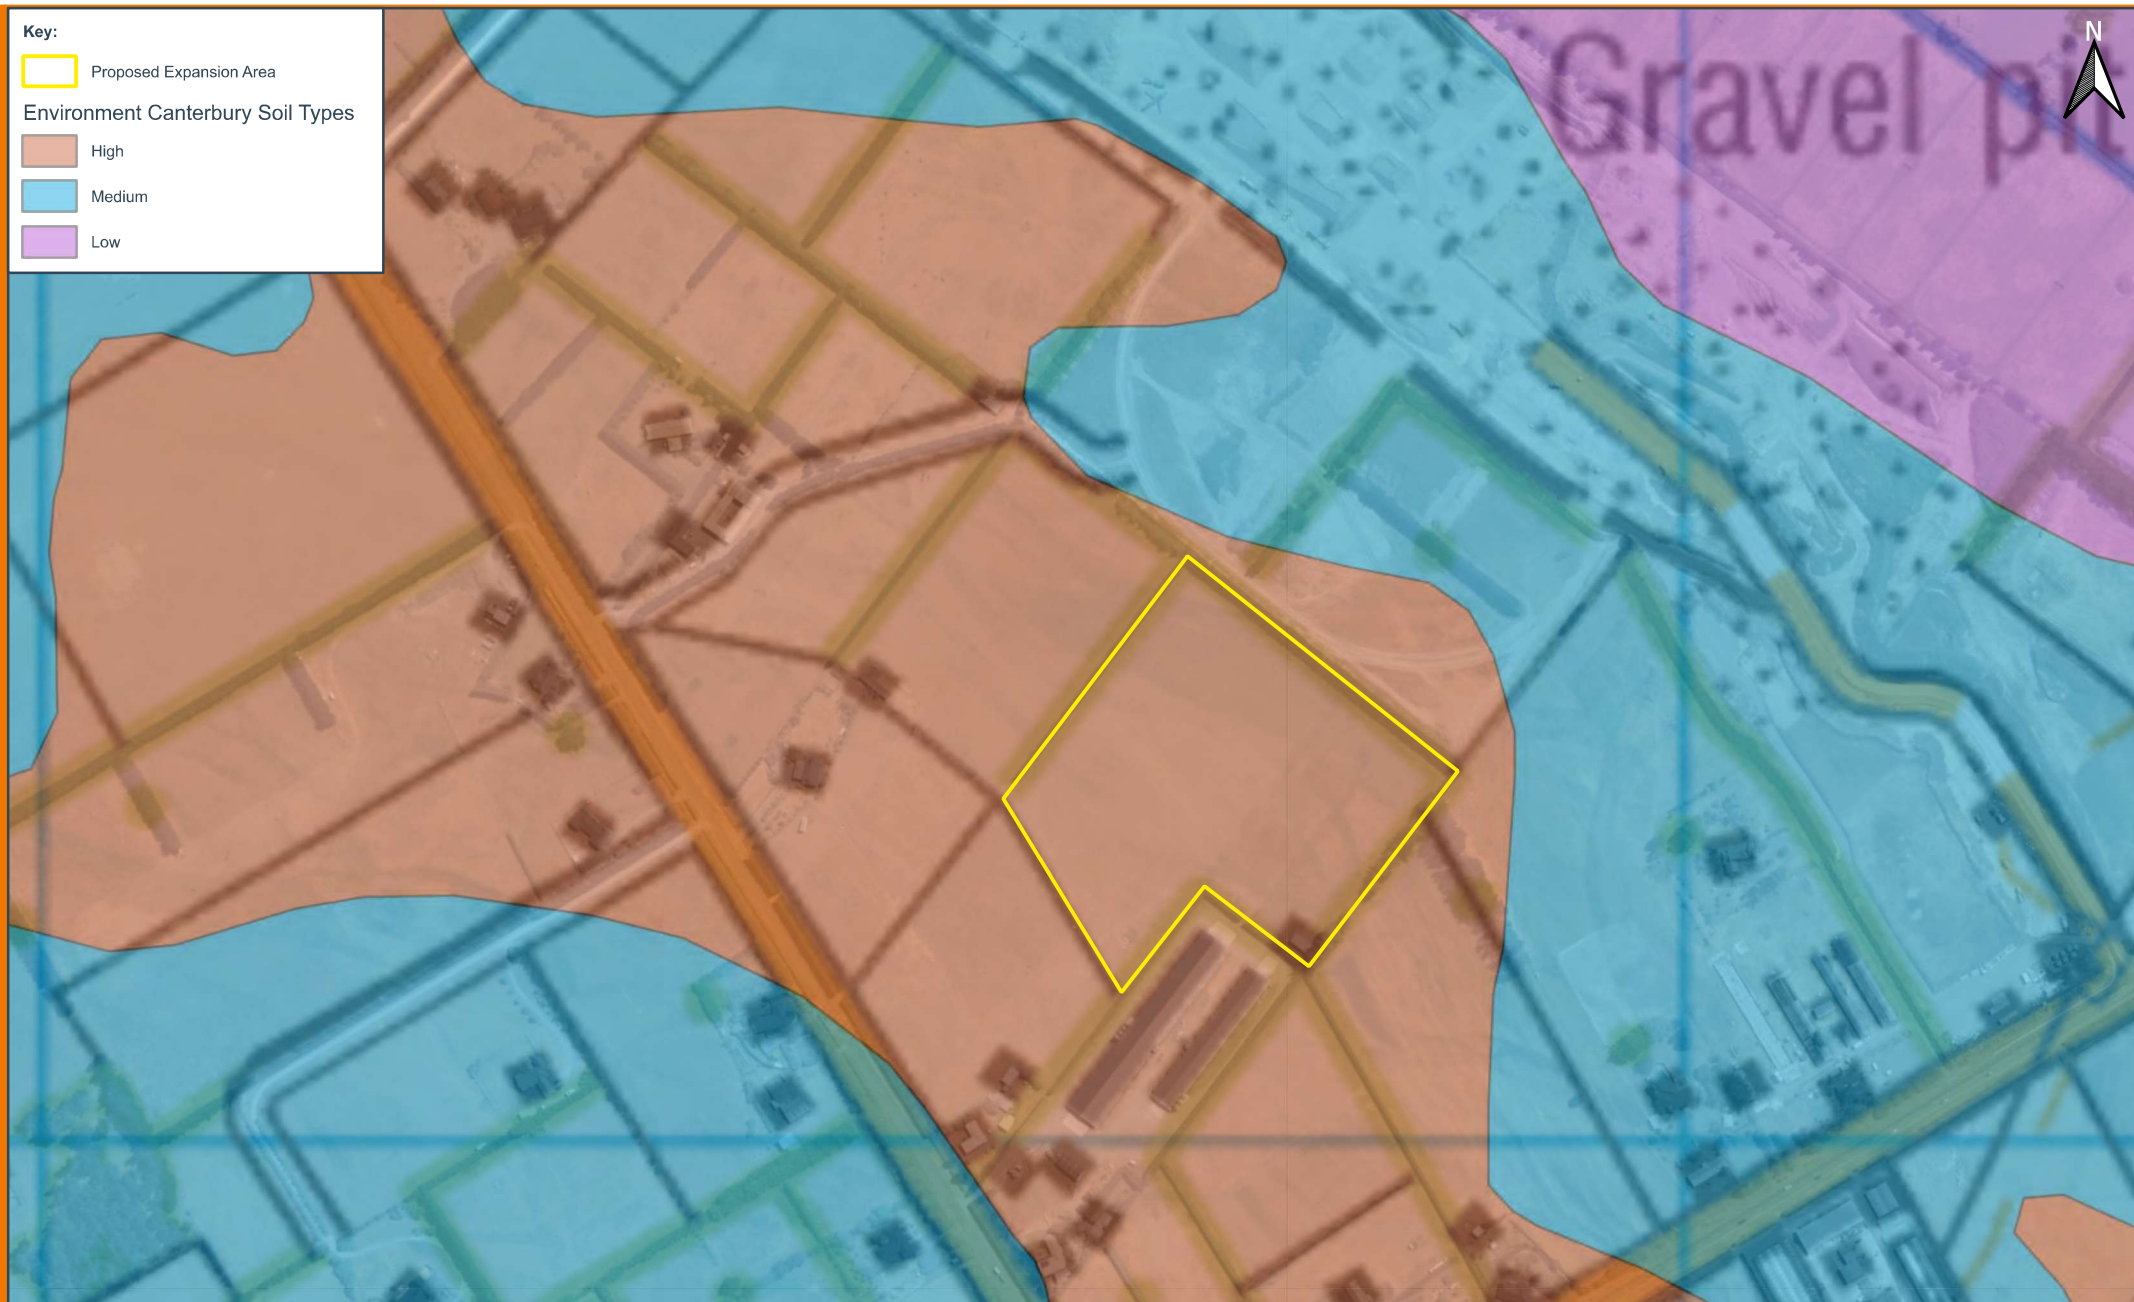 Key:
Proposed Expansion Area
Environment Canterbury Soil Types
High
Medium
Low
Gravel pit
N